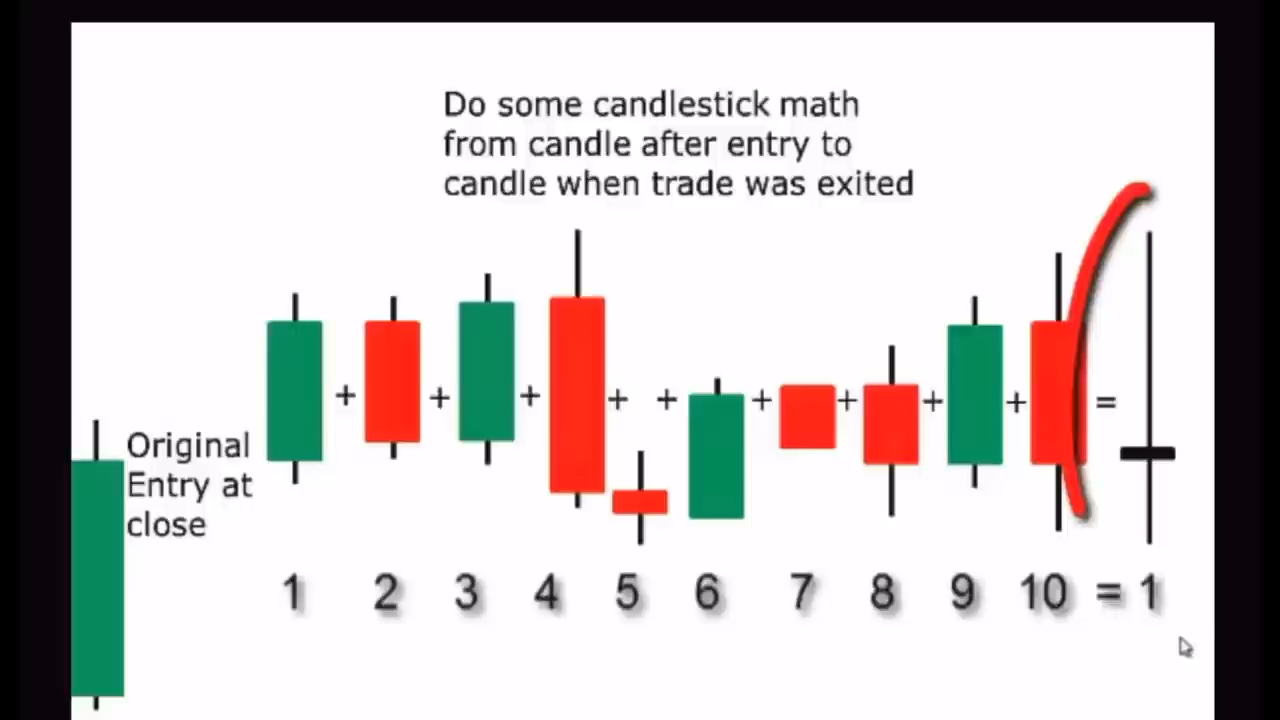 Do some candlestick math
from candle after entry to
candle when trade was exited
Original
Entry at
close
+ + + + + + + + + =
1 2 3 4 5 6 7 8 9 10 = 1